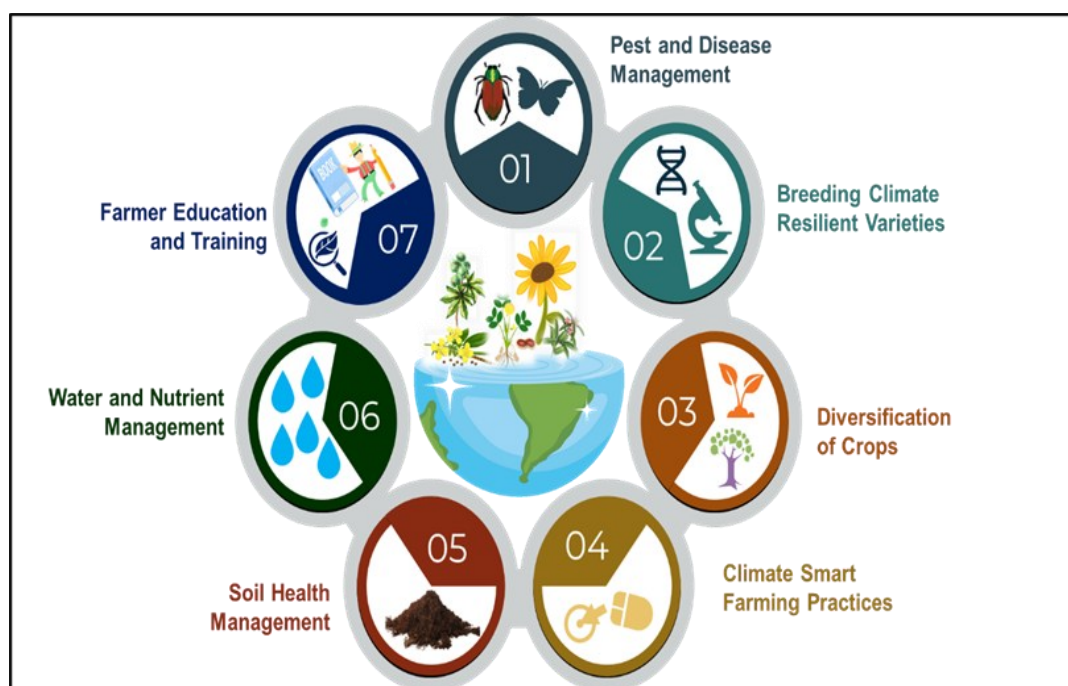 Pest and Disease
Management
01
Breeding Climate
Resilient Varieties
02
Diversification
of Crops
03
Climate Smart
Farming Practices
04
Soil Health
Management
05
Water and Nutrient
Management
06
Farmer Education
and Training
07
BOOK